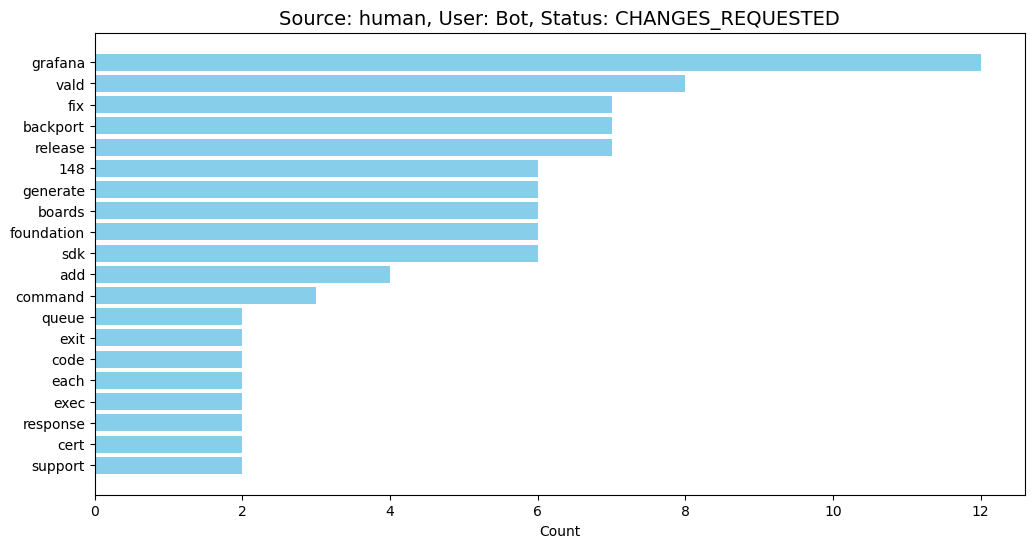 Source: human, User: Bot, Status: CHANGES_REQUESTED
grafana
vald
fix
backport
release
148
generate
boards
foundation
sdk
add
command
queue
exit
code
each
exec
response
cert
support
0 2 4 6 8 10 12
Count